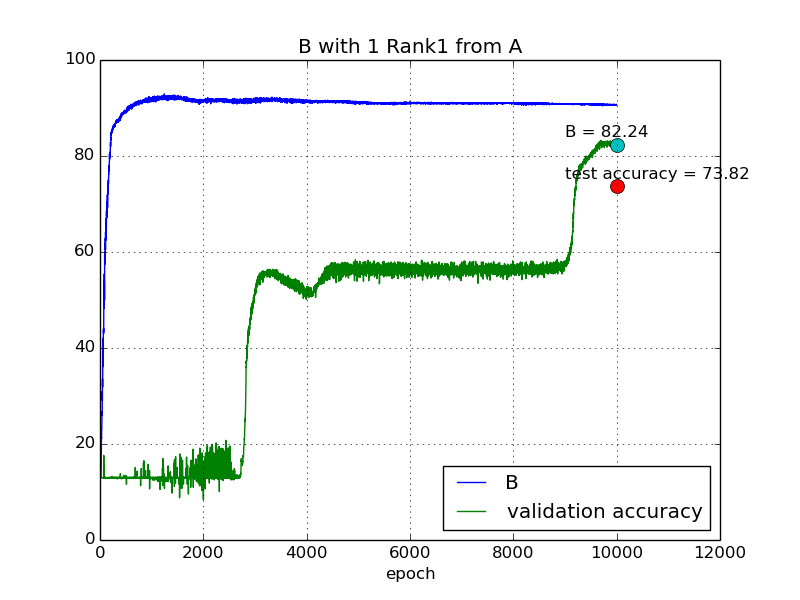 B with 1 Rank1 from A
100
80
60
40
20
0
B = 82.24
test accuracy = 73.82
B
validation accuracy
0 2000 4000 6000 8000 10000 12000
epoch